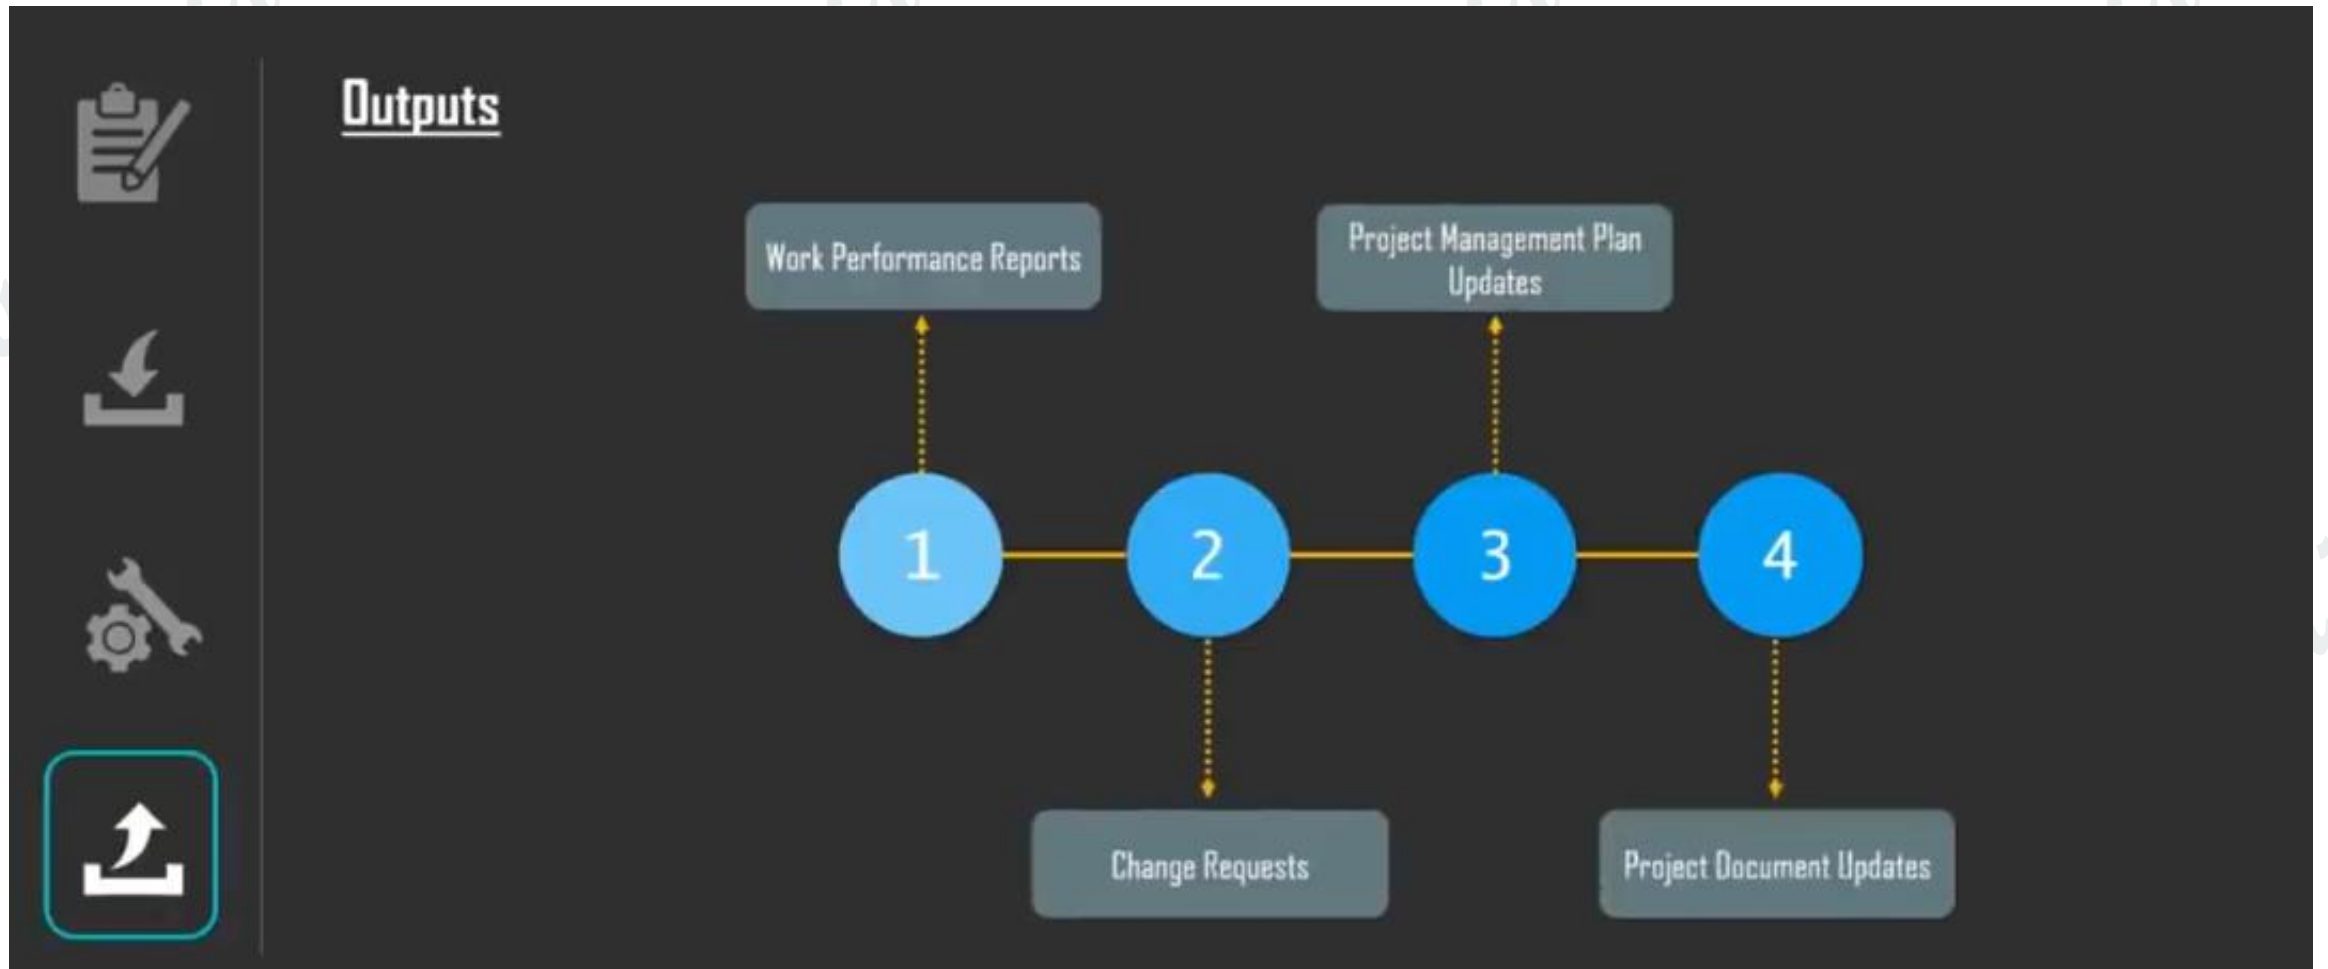 Outputs
Work Performance Reports
Project Management Plan
Updates
1
2
3
4
Change Requests
Project Document Updates